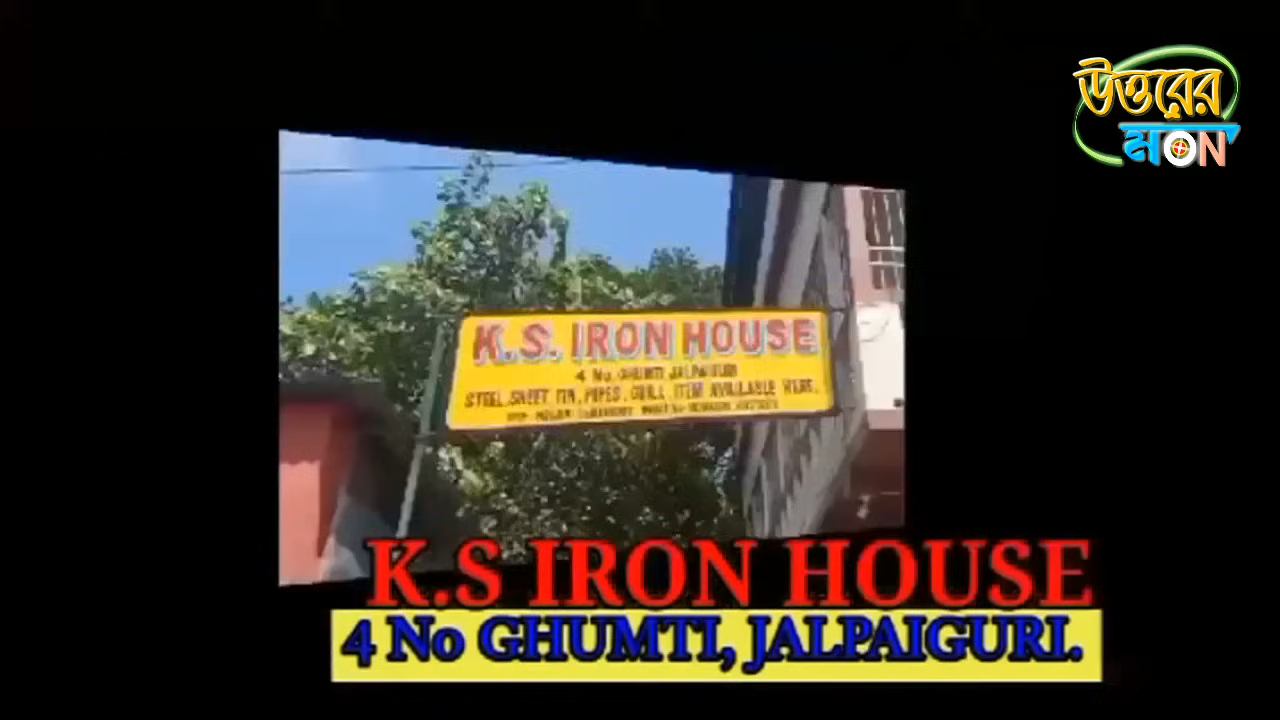 উত্তরের
মON
K.S. IRON HOUSE
4 No GHUMTI JALPAIGURI
STEEL, SHEET TIN, PIPES, GRILL ITEM AVAILABLE HERE.
K.S IRON HOUSE
4 No GHUMTI, JALPAIGURI.